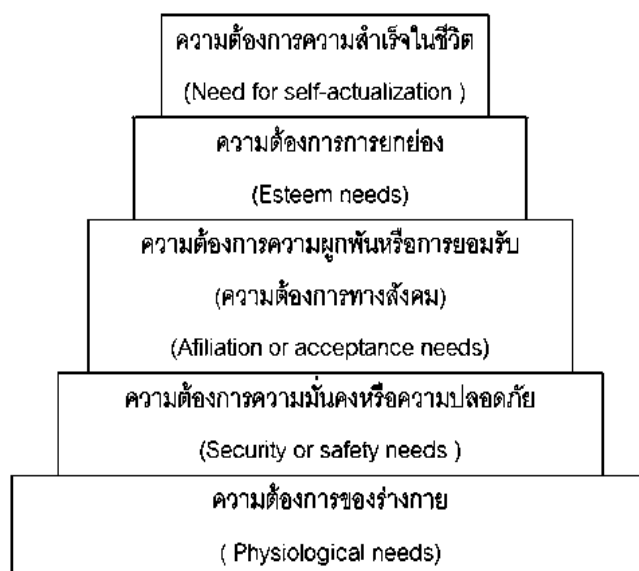 ความต้องการความสำเร็จในชีวิต
(Need for self-actualization )
ความต้องการการยกย่อง
(Esteem needs)
ความต้องการความผูกพันหรือการยอมรับ
(ความต้องการทางสังคม)
(Afiliation or acceptance needs)
ความต้องการความมั่นคงหรือความปลอดภัย
(Security or safety needs )
ความต้องการของร่างกาย
( Physiological needs)